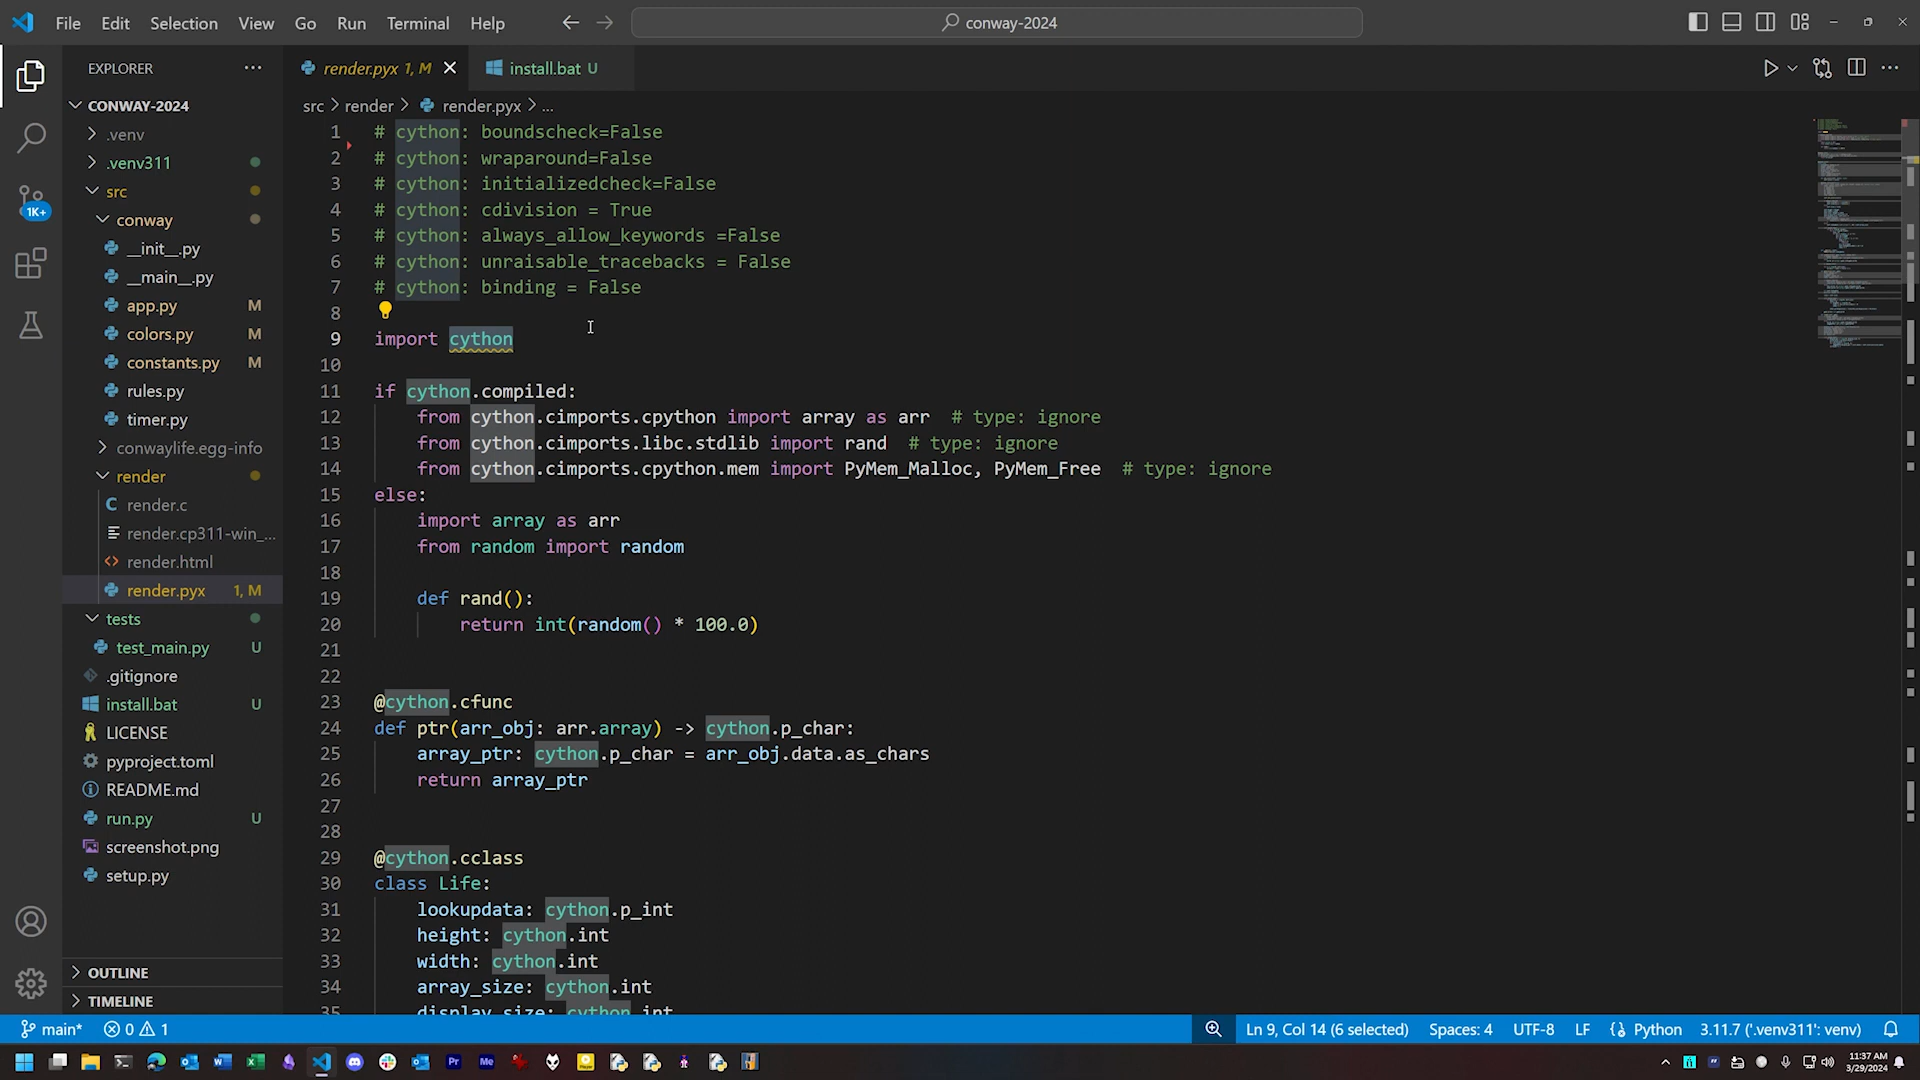 File Edit Selection View Go Run Terminal Help
conway-2024
EXPLORER
CONWAY-2024
.venv
.venv311
src
conway
__init__.py
__main__.py
app.py M
colors.py M
constants.py M
rules.py
timer.py
conwaylife.egg-info
render
render.c
render.cp311-win_...
render.html
render.pyx 1, M
tests
test_main.py U
.gitignore
install.bat U
LICENSE
pyproject.toml
README.md
run.py U
screenshot.png
setup.py
OUTLINE
TIMELINE
1K+
render.pyx 1, M install.bat U
src > render > render.pyx > ...
1 # cython: boundscheck=False
2 # cython: wraparound=False
3 # cython: initializedcheck=False
4 # cython: cdivision = True
5 # cython: always_allow_keywords =False
6 # cython: unraisable_tracebacks = False
7 # cython: binding = False
8
9 import cython
10
11 if cython.compiled:
12 from cython.cimports.cpython import array as arr # type: ignore
13 from cython.cimports.libc.stdlib import rand # type: ignore
14 from cython.cimports.cpython.mem import PyMem_Malloc, PyMem_Free # type: ignore
15 else:
16 import array as arr
17 from random import random
18
19 def rand():
20 return int(random() * 100.0)
21
22
23 @cython.cfunc
24 def ptr(arr_obj: arr.array) -> cython.p_char:
25 array_ptr: cython.p_char = arr_obj.data.as_chars
26 return array_ptr
27
28
29 @cython.cclass
30 class Life:
31 lookupdata: cython.p_int
32 height: cython.int
33 width: cython.int
34 array_size: cython.int
35 display_size: cython.int
main* 0 1 Ln 9, Col 14 (6 selected) Spaces: 4 UTF-8 LF Python 3.11.7 ('.venv311': venv)
11:37 AM
3/29/2024